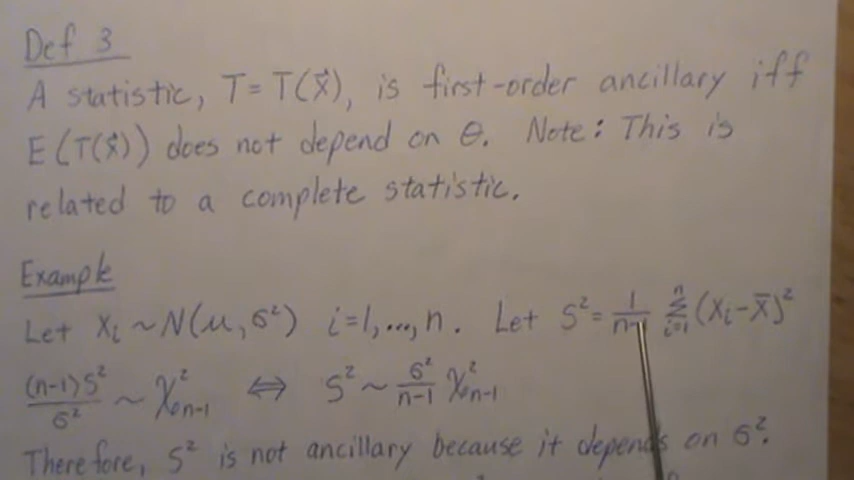 Def 3
A statistic, T = T(x⃗), is first-order ancillary iff
E(T(x⃗)) does not depend on θ. Note: This is
related to a complete statistic.
Example
Let Xᵢ ~ N(μ, σ²) i=1,...,n. Let S² = 1/(n-1) Σⁿᵢ₌₁ (Xᵢ - X̄)²
(n-1)S²/σ² ~ χ²ₙ₋₁ ⇔ S² ~ σ²/(n-1) χ²ₙ₋₁
Therefore, S² is not ancillary because it depends on σ².